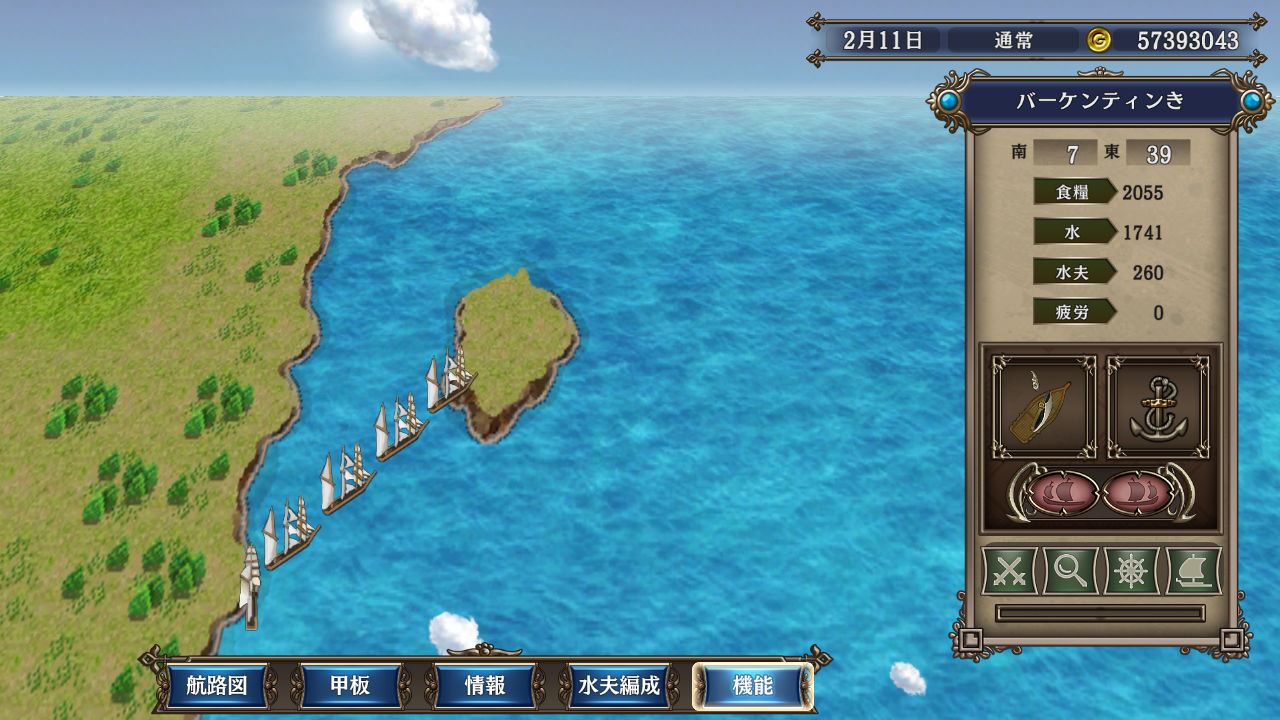 2月11日 通常 G 57393043
バーケンティンき
南 7 東 39
食糧 2055
水 1741
水夫 260
疲労 0
航路図 甲板 情報 水夫編成 機能